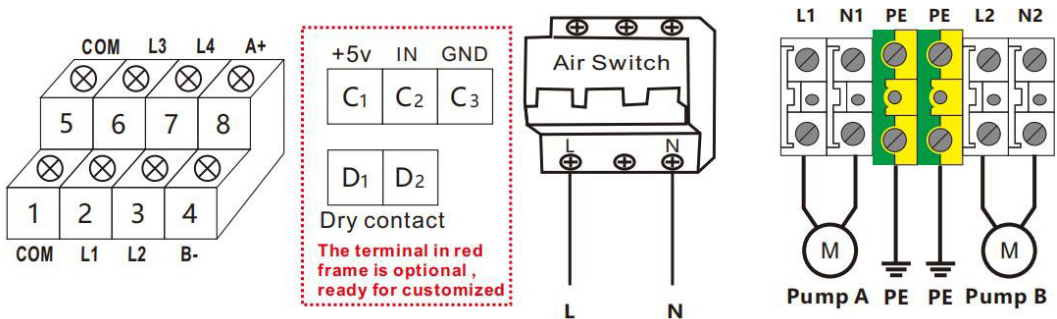 COM L3 L4 A+
5 6 7 8
1 2 3 4
COM L1 L2 B-
+5v IN GND
C1 C2 C3
D1 D2
Dry contact
The terminal in red
frame is optional ,
ready for customized
Air Switch
L N
L N
L1 N1 PE PE L2 N2
M M
Pump A PE PE Pump B